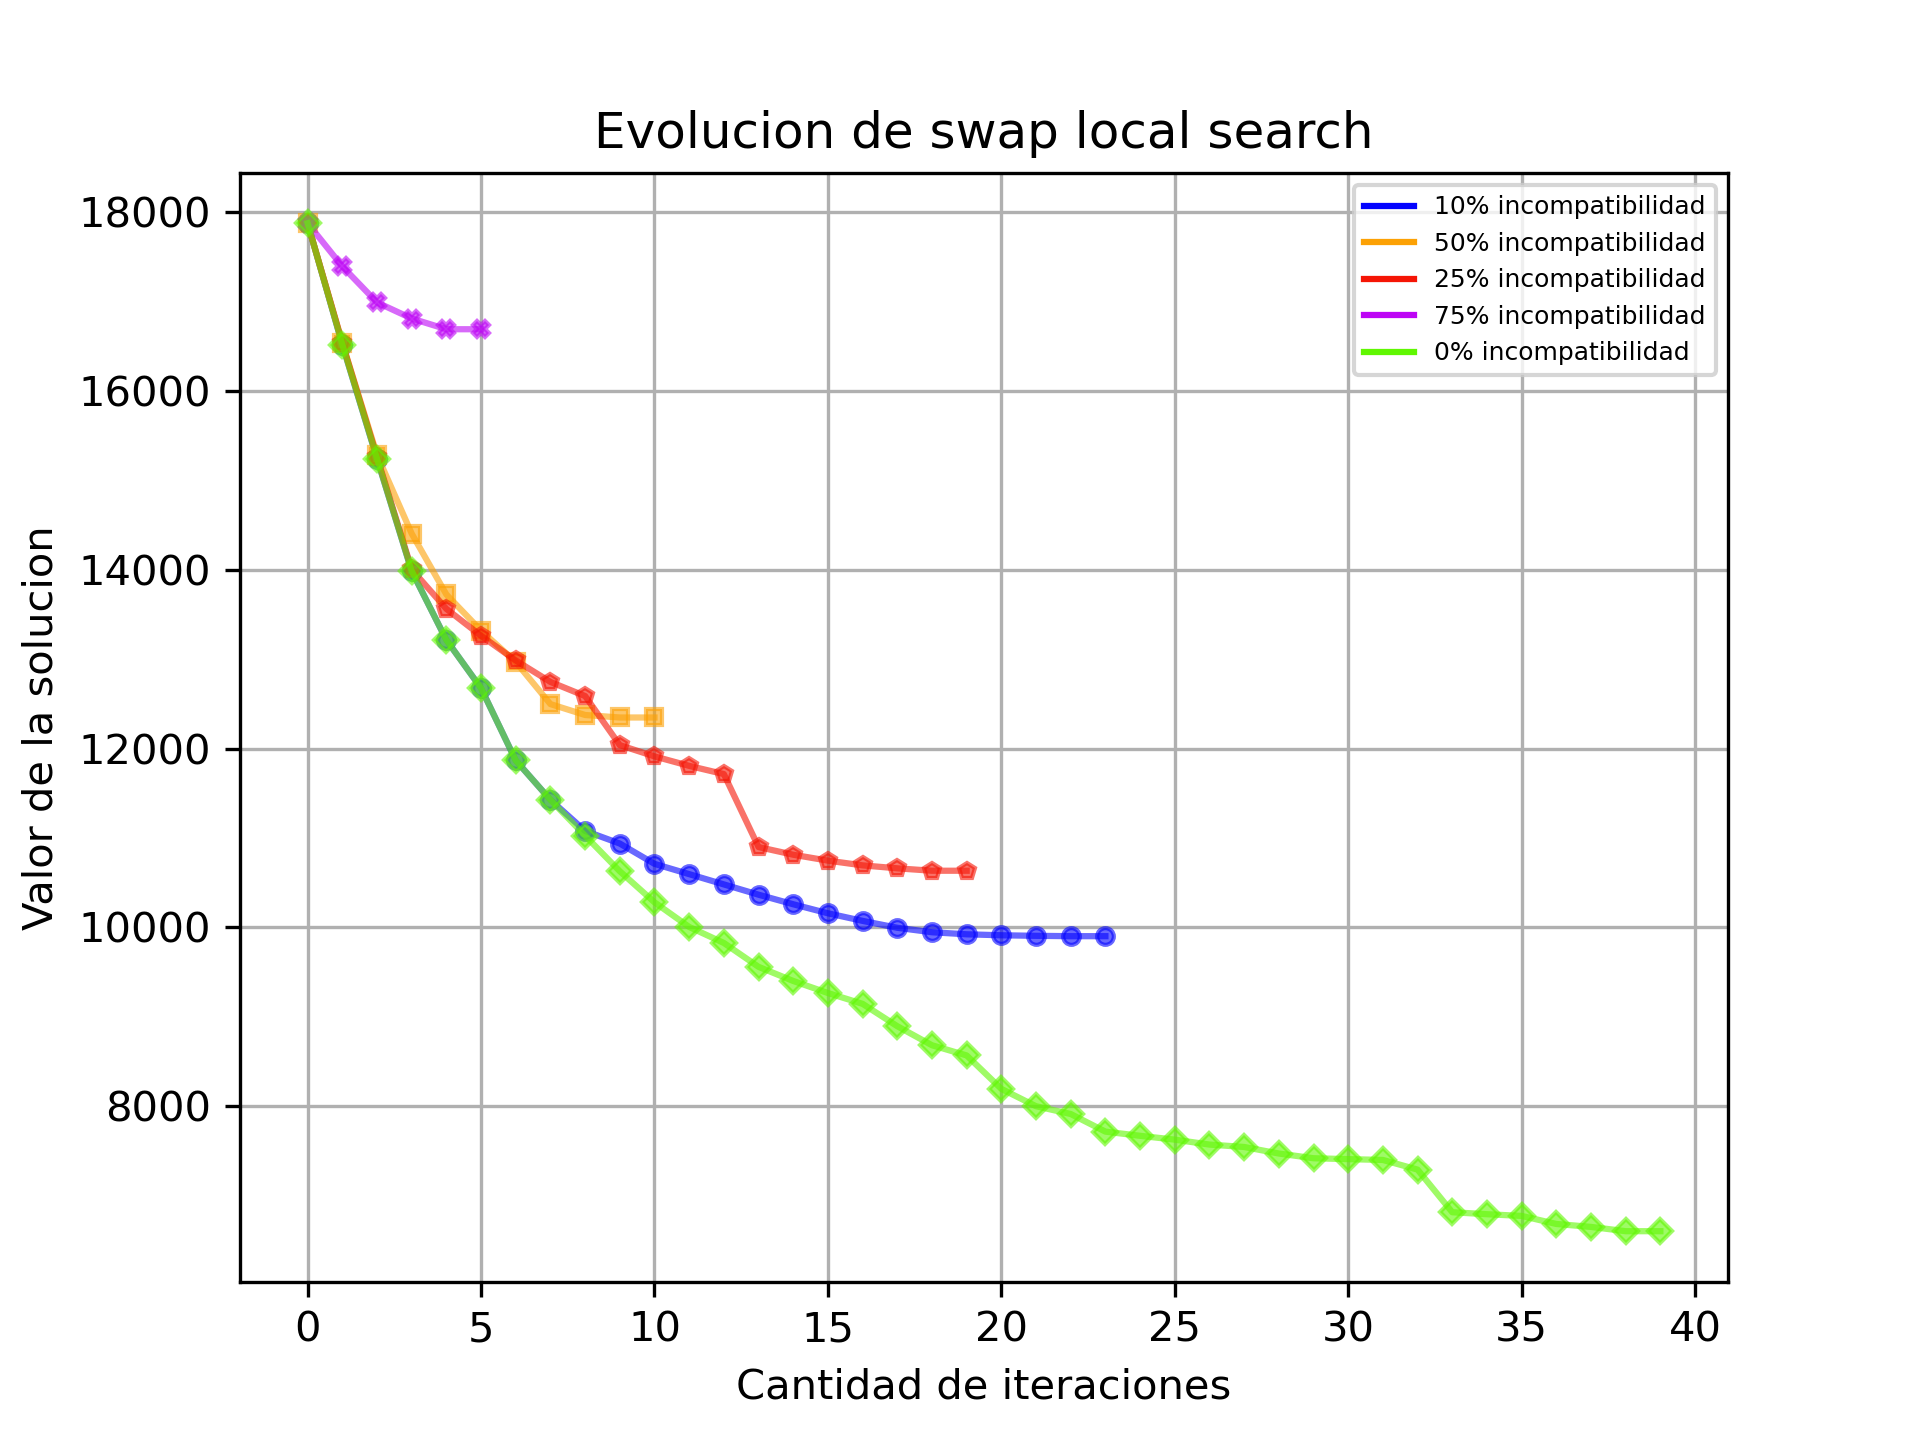 Evolucion de swap local search
18000
16000
14000
12000
10000
8000
Valor de la solucion
10% incompatibilidad
50% incompatibilidad
25% incompatibilidad
75% incompatibilidad
0% incompatibilidad
0 5 10 15 20 25 30 35 40
Cantidad de iteraciones